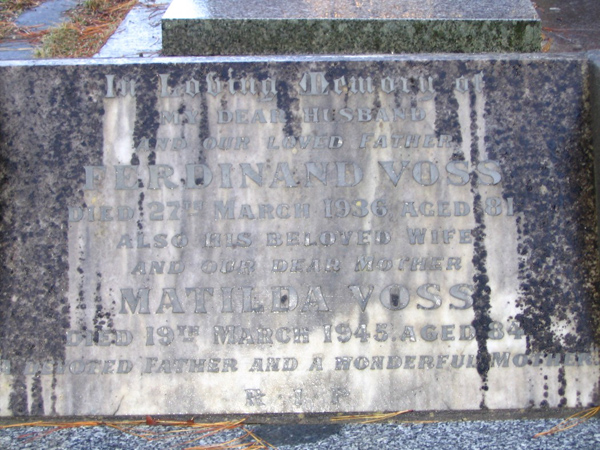 In Loving Memory of
MY DEAR HUSBAND
AND OUR LOVED FATHER
FERDINAND VOSS
DIED 27TH MARCH 1936 AGED 81
ALSO HIS BELOVED WIFE
AND OUR DEAR MOTHER
MATILDA VOSS
DIED 19TH MARCH 1945 AGED 84
DEVOTED FATHER AND A WONDERFUL MOTHER
R.I.P.